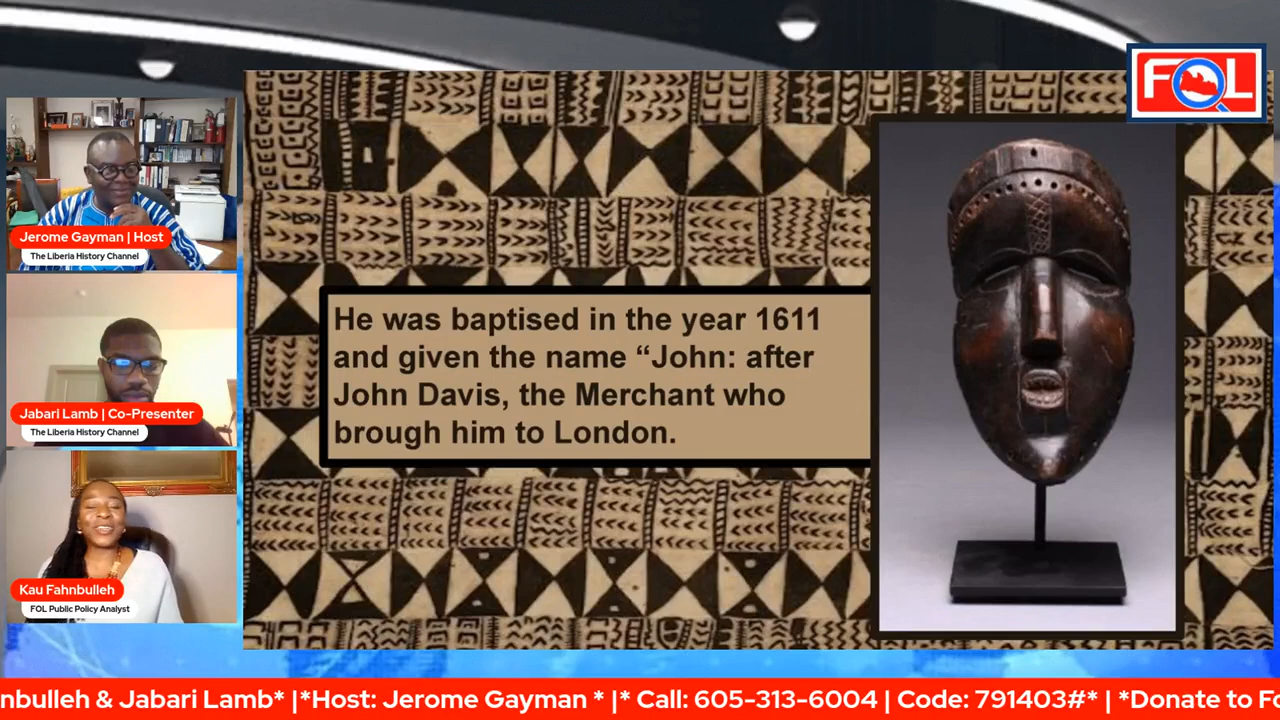 FOL
Jerome Gayman | Host
The Liberia History Channel
Jabari Lamb | Co-Presenter
The Liberia History Channel
Kau Fahnbulleh
FOL Public Policy Analyst
He was baptised in the year 1611
and given the name “John: after
John Davis, the Merchant who
brough him to London.
nbulleh & Jabari Lamb* |*Host: Jerome Gayman * |* Call: 605-313-6004 | Code: 791403#* | *Donate to Fo